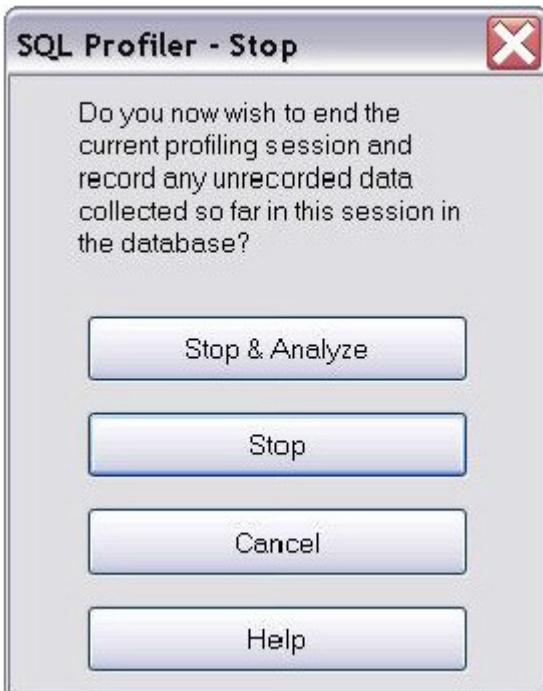 SQL Profiler - Stop
Do you now wish to end the
current profiling session and
record any unrecorded data
collected so far in this session in
the database?
Stop & Analyze
Stop
Cancel
Help